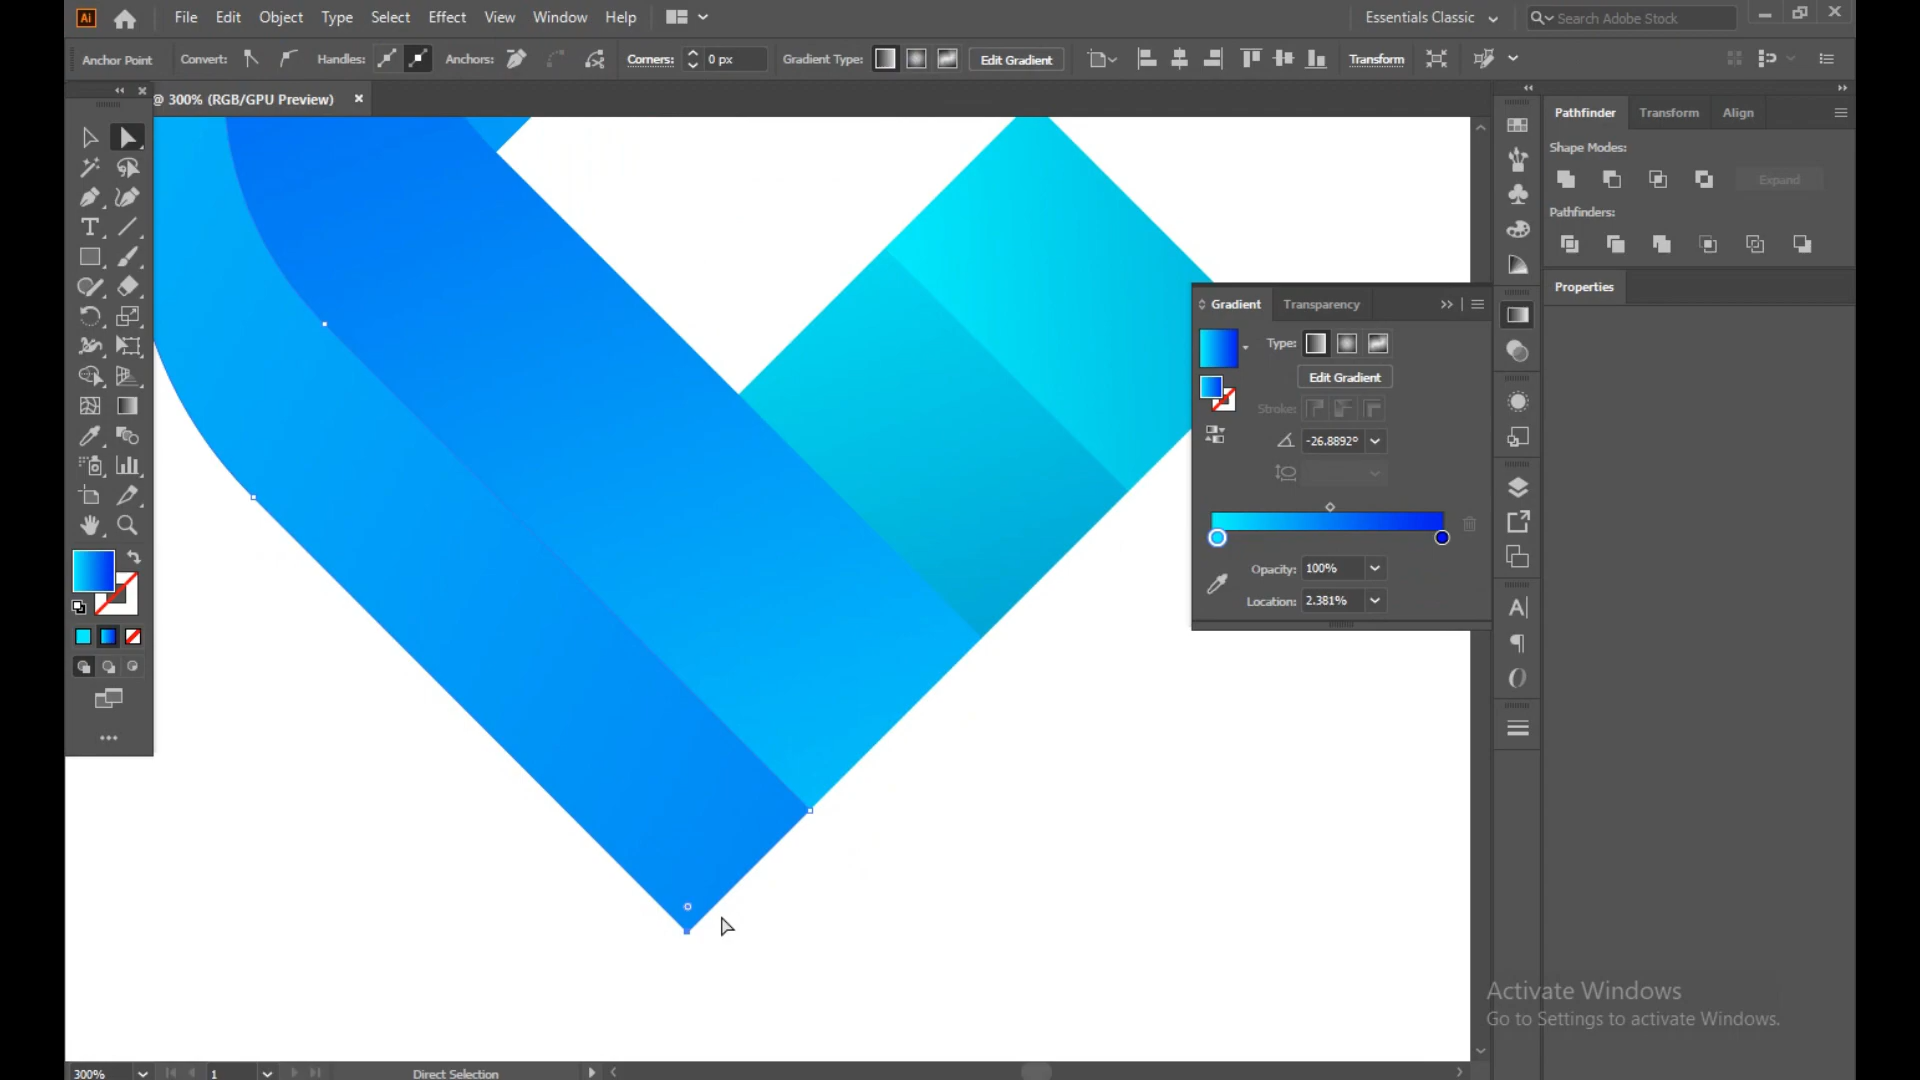 Ai File Edit Object Type Select Effect View Window Help Essentials Classic Search Adobe Stock
Anchor Point Convert: Handles: Anchors: Corners: 0 px Gradient Type: Edit Gradient Transform
@ 300% (RGB/GPU Preview)
Pathfinder Transform Align
Shape Modes:
Expand
Pathfinders:
Properties
Gradient Transparency
Type:
Edit Gradient
Stroke:
-26.8892°
Opacity: 100%
Location: 2.381%
Activate Windows
Go to Settings to activate Windows.
300% 1 Direct Selection